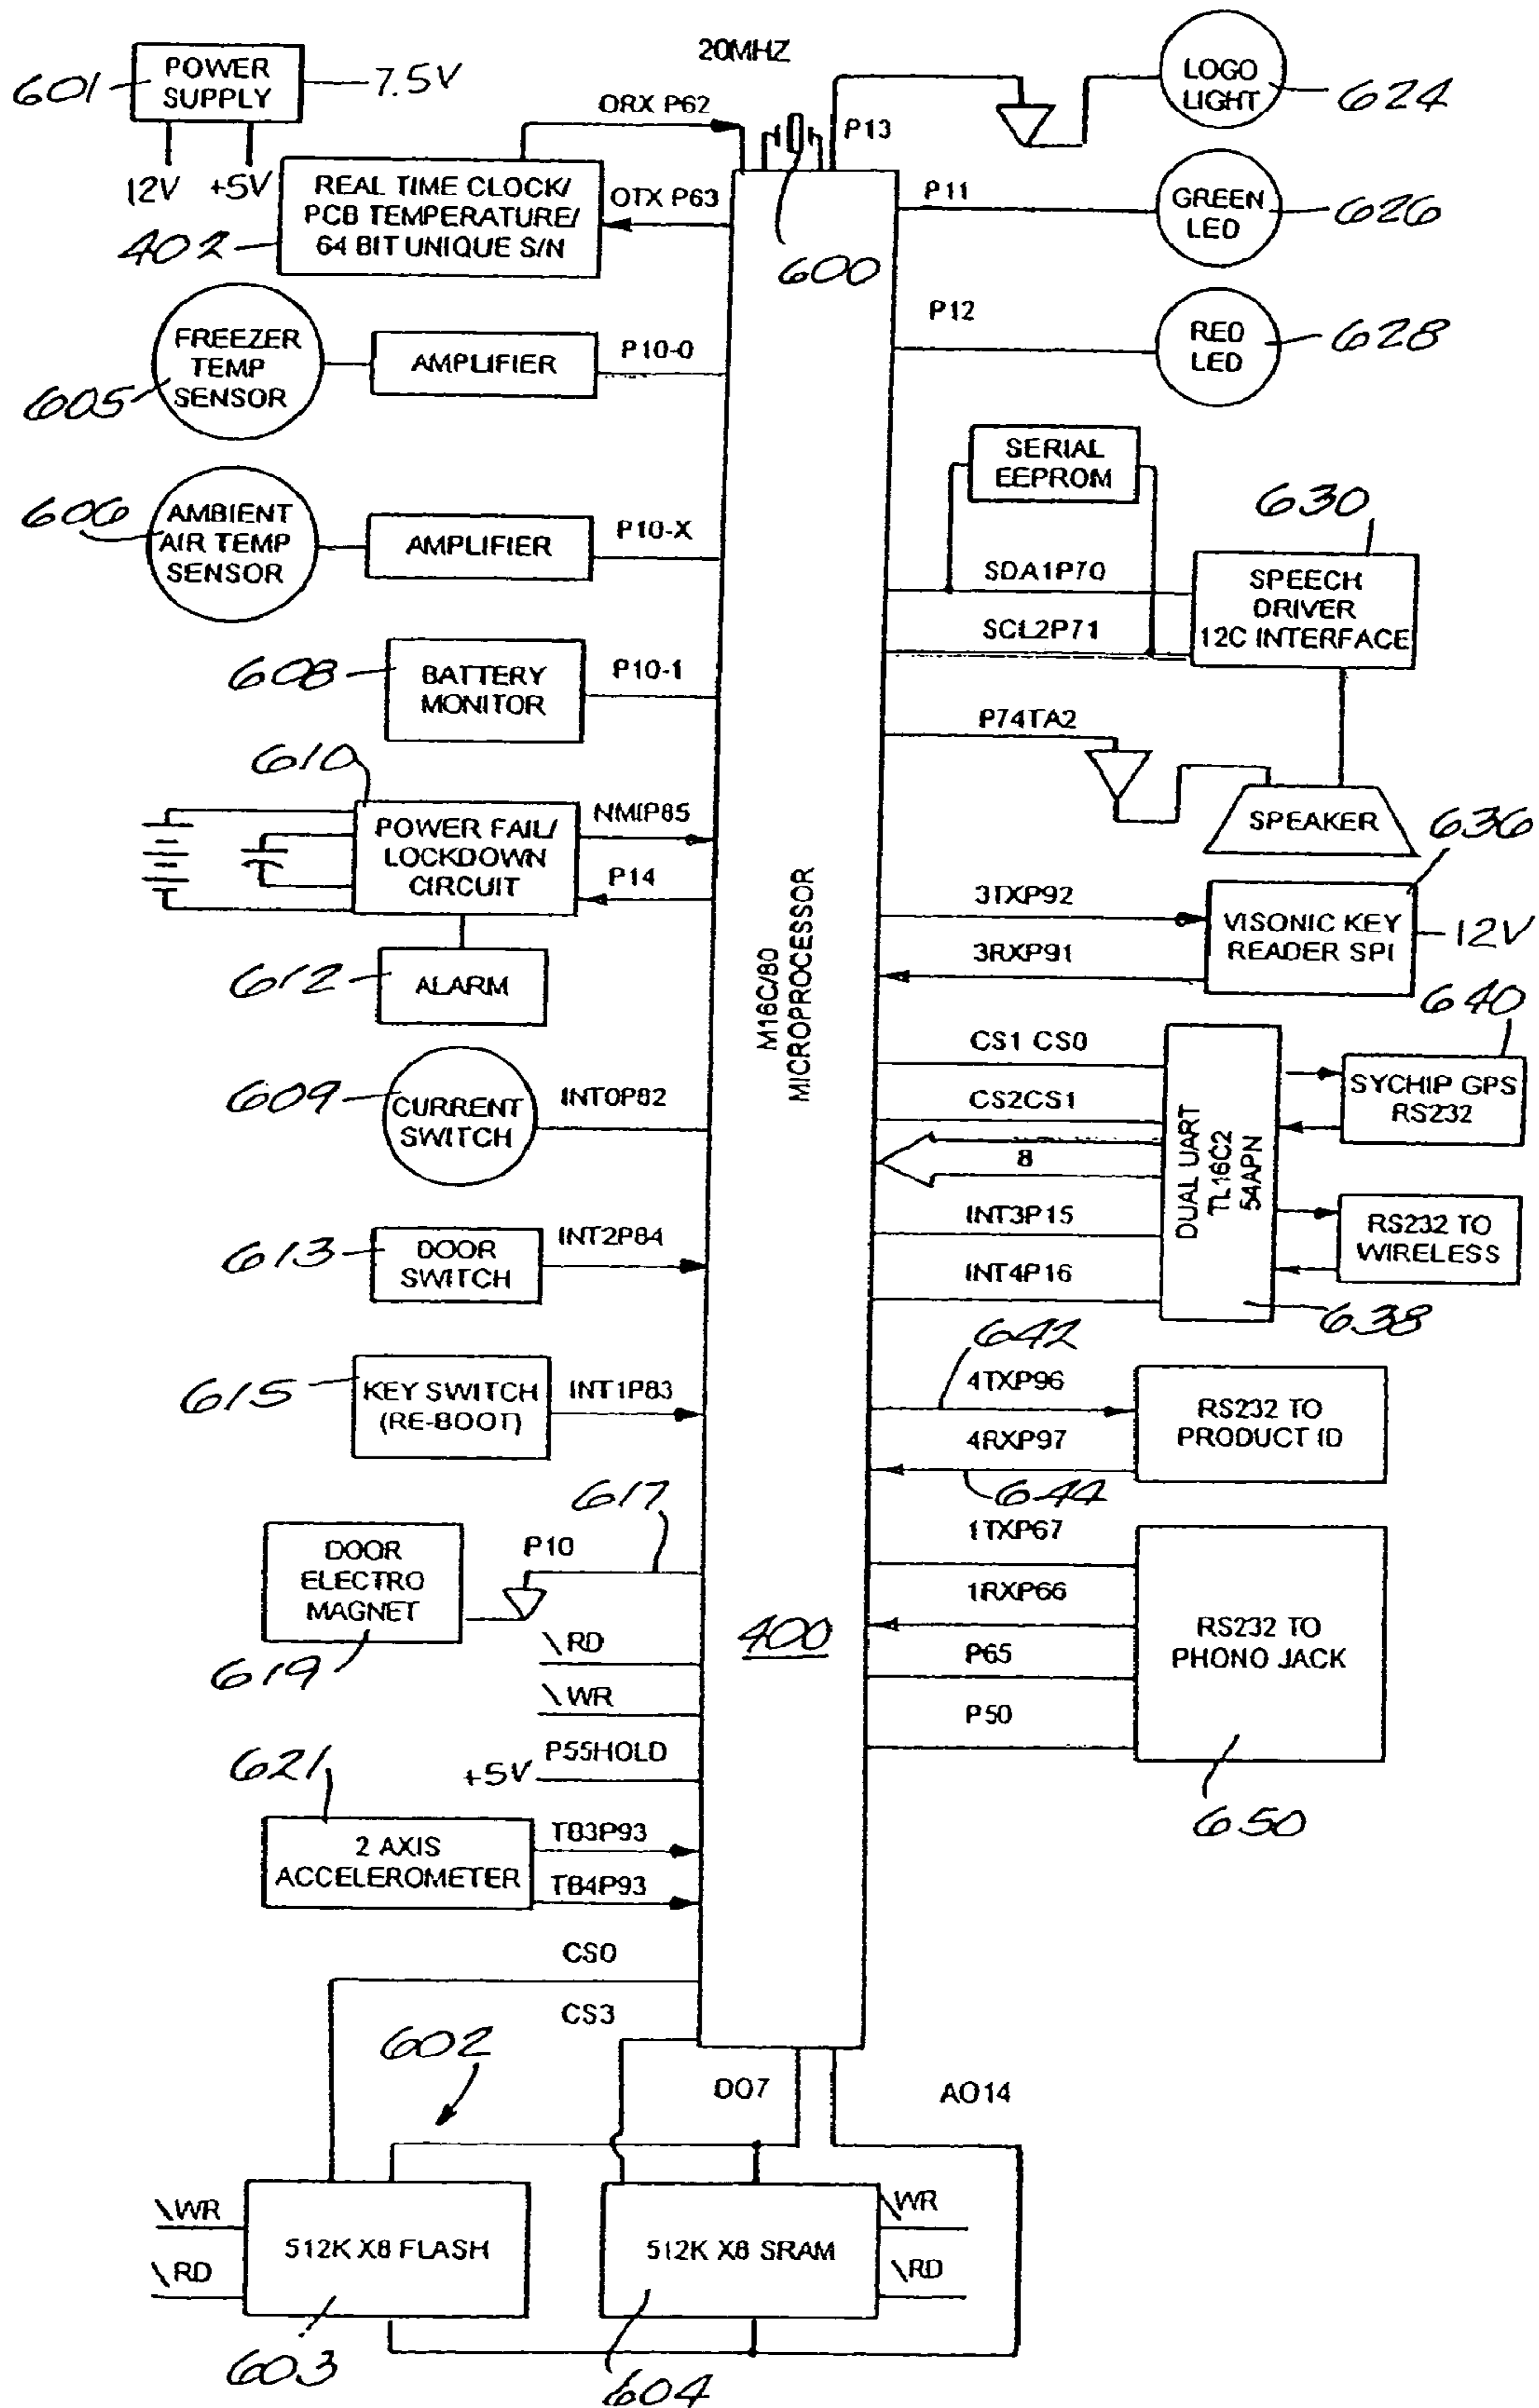 20MHZ
601
POWER
SUPPLY
7.5V
12V
+5V
ORX P62
P13
LOGO
LIGHT
624
REAL TIME CLOCK/
PCB TEMPERATURE/
64 BIT UNIQUE S/N
402
OTX P63
600
P11
GREEN
LED
626
FREEZER
TEMP
SENSOR
605
AMPLIFIER
P10-0
P12
RED
LED
628
606
AMBIENT
AIR TEMP
SENSOR
AMPLIFIER
P10-X
SERIAL
EEPROM
630
SDA1P70
SCL2P71
SPEECH
DRIVER
12C INTERFACE
608
BATTERY
MONITOR
P10-1
P74TA2
SPEAKER
610
POWER FAIL/
LOCKDOWN
CIRCUIT
NMIP85
P14
612
ALARM
M16C/80
MICROPROCESSOR
636
3TXP92
3RXP91
VISONIC KEY
READER SPI
12V
609
CURRENT
SWITCH
INT0P82
CS1 CS0
CS2CS1
8
INT3P15
INT4P16
DUAL UART
TL16C2
54APN
640
SYCHIP GPS
RS232
RS232 TO
WIRELESS
638
613
DOOR
SWITCH
INT2P84
615
KEY SWITCH
(RE-BOOT)
INT1P83
642
4TXP96
4RXP97
644
RS232 TO
PRODUCT ID
617
DOOR
ELECTRO
MAGNET
P10
619
\RD
\WR
P55HOLD
+5V
400
1TXP67
1RXP66
P65
P50
RS232 TO
PHONO JACK
650
621
2 AXIS
ACCELEROMETER
TB3P93
TB4P93
CS0
CS3
602
D07
AO14
\WR
\RD
512K X8 FLASH
603
512K X8 SRAM
604
\WR
\RD